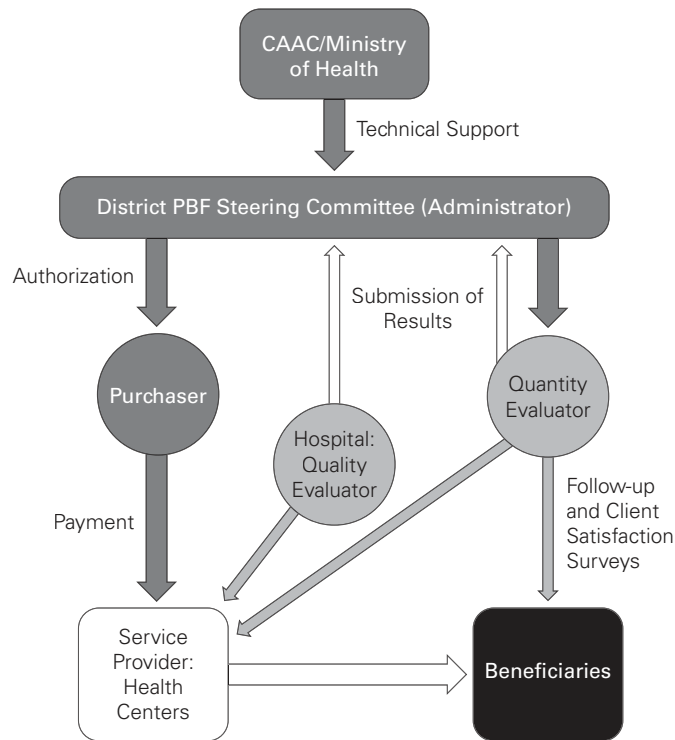 CAAC/Ministry
of Health
Technical Support
District PBF Steering Committee (Administrator)
Authorization
Submission of
Results
Purchaser
Quantity
Evaluator
Hospital:
Quality
Evaluator
Payment
Follow-up
and Client
Satisfaction
Surveys
Service
Provider:
Health
Centers
Beneficiaries